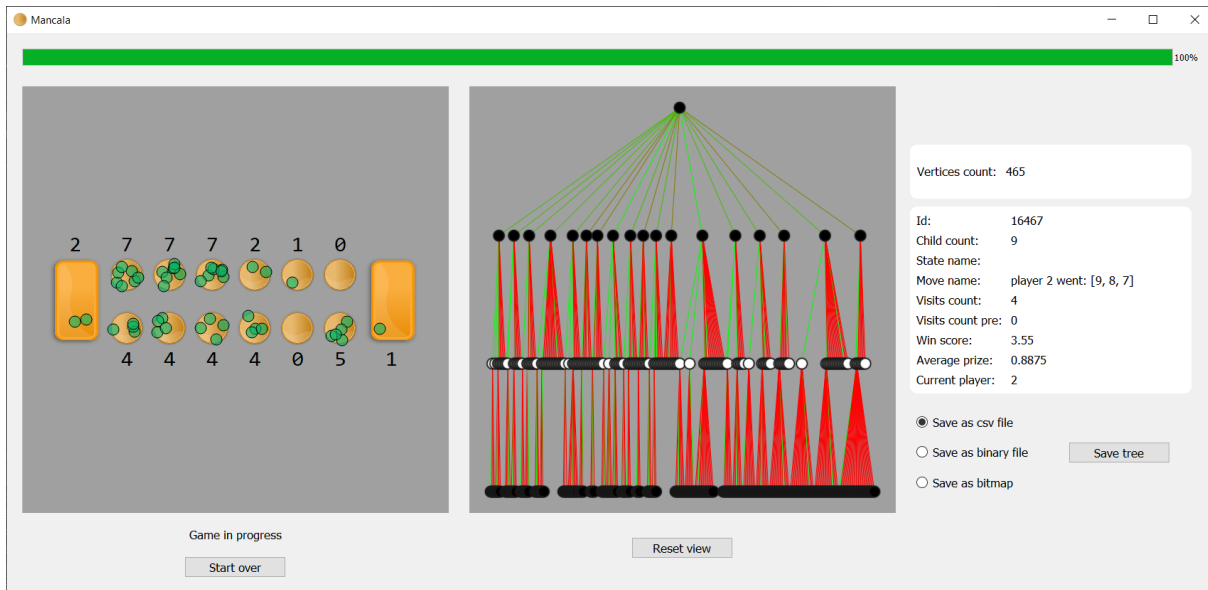 Mancala
100%
2 7 7 7 2 1 0
4 4 4 4 0 5 1
Game in progress
Start over
Reset view
Vertices count: 465
Id: 16467
Child count: 9
State name:
Move name: player 2 went: [9, 8, 7]
Visits count: 4
Visits count pre: 0
Win score: 3.55
Average prize: 0.8875
Current player: 2
Save as csv file
Save as binary file
Save tree
Save as bitmap